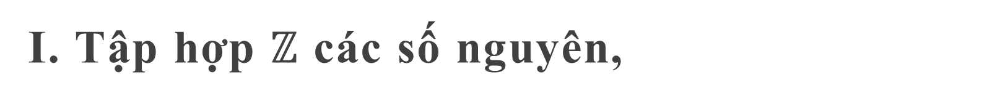 I. Tập hợp ℤ các số nguyên,